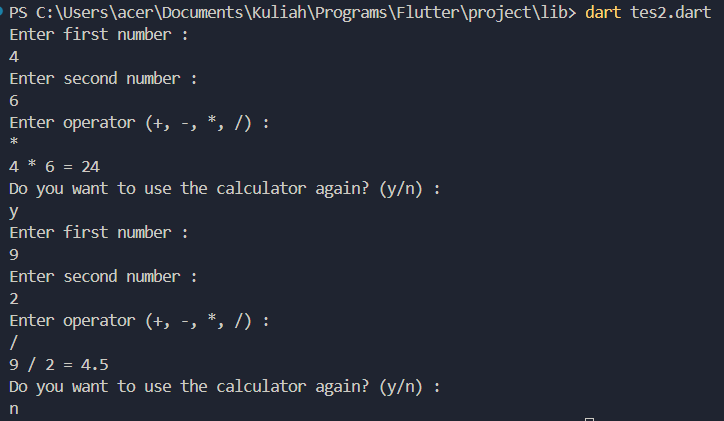 PS C:\Users\acer\Documents\Kuliah\Programs\Flutter\project\lib> dart tes2.dart
Enter first number :
4
Enter second number :
6
Enter operator (+, -, *, /) :
*
4 * 6 = 24
Do you want to use the calculator again? (y/n) :
y
Enter first number :
9
Enter second number :
2
Enter operator (+, -, *, /) :
/
9 / 2 = 4.5
Do you want to use the calculator again? (y/n) :
n